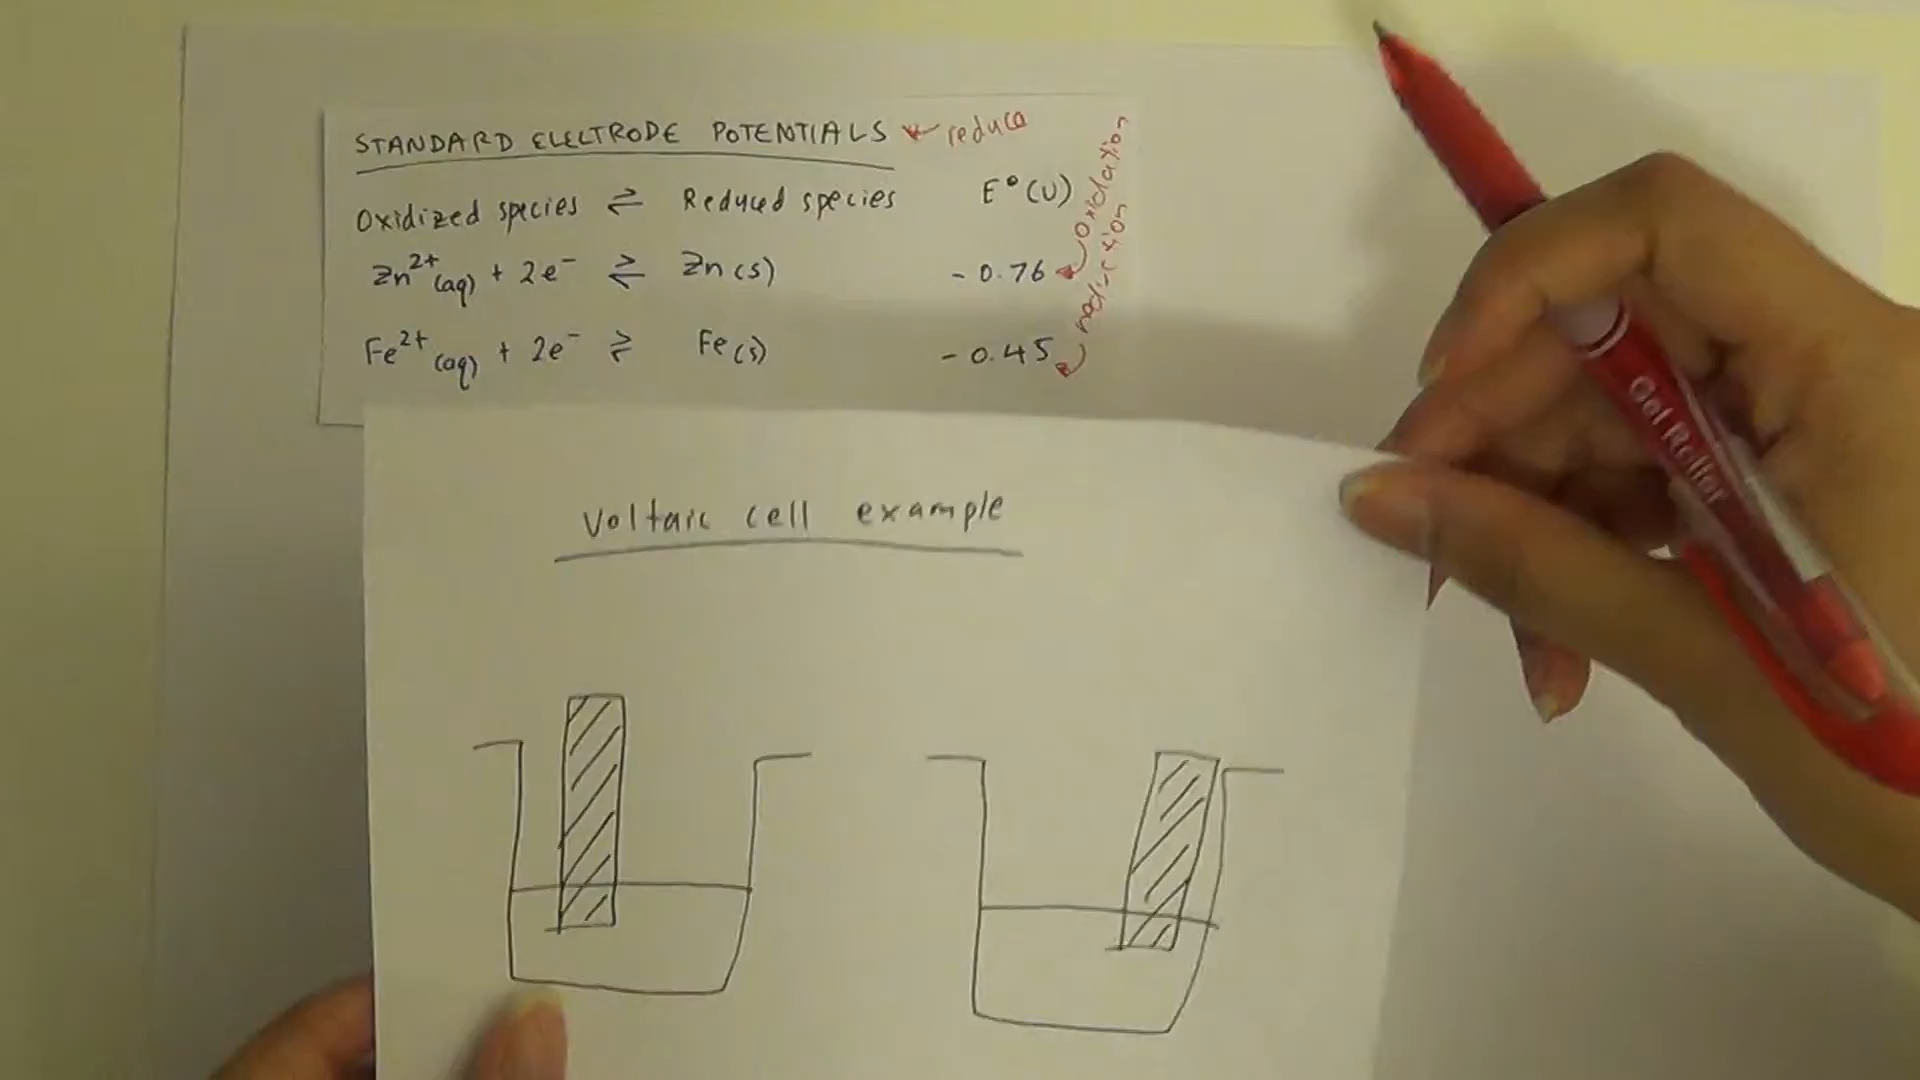 STANDARD ELECTRODE POTENTIALS ← reduce
Oxidized species ⇌ Reduced species E°(V)
Zn²⁺(aq) + 2e⁻ ⇌ Zn(s) -0.76 oxidation
Fe²⁺(aq) + 2e⁻ ⇌ Fe(s) -0.45 reduction
Voltaic cell example
Gel Roller